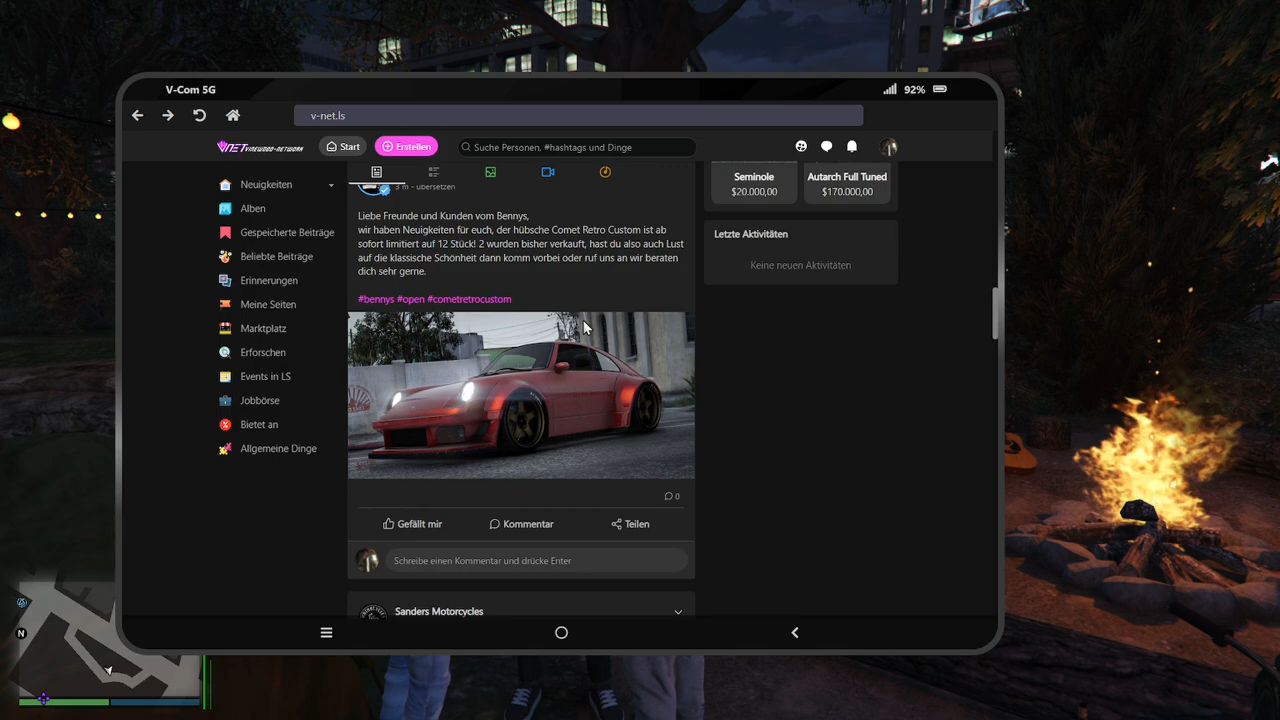 V-Com 5G
92%
v-net.ls
VNET VINEWOOD-NETWORK
Start
Erstellen
Suche Personen, #hashtags und Dinge
Neuigkeiten
Alben
Gespeicherte Beiträge
Beliebte Beiträge
Erinnerungen
Meine Seiten
Marktplatz
Erforschen
Events in LS
Jobbörse
Bietet an
Allgemeine Dinge
3 m - übersetzen
Liebe Freunde und Kunden vom Bennys,
wir haben Neuigkeiten für euch, der hübsche Comet Retro Custom ist ab
sofort limitiert auf 12 Stück! 2 wurden bisher verkauft, hast du also auch Lust
auf die klassische Schönheit dann komm vorbei oder ruf uns an wir beraten
dich sehr gerne.
#bennys #open #cometretrocustom
0
Gefällt mir
Kommentar
Teilen
Schreibe einen Kommentar und drücke Enter
Sanders Motorcycles
Seminole
$20.000,00
Autarch Full Tuned
$170.000,00
Letzte Aktivitäten
Keine neuen Aktivitäten
N